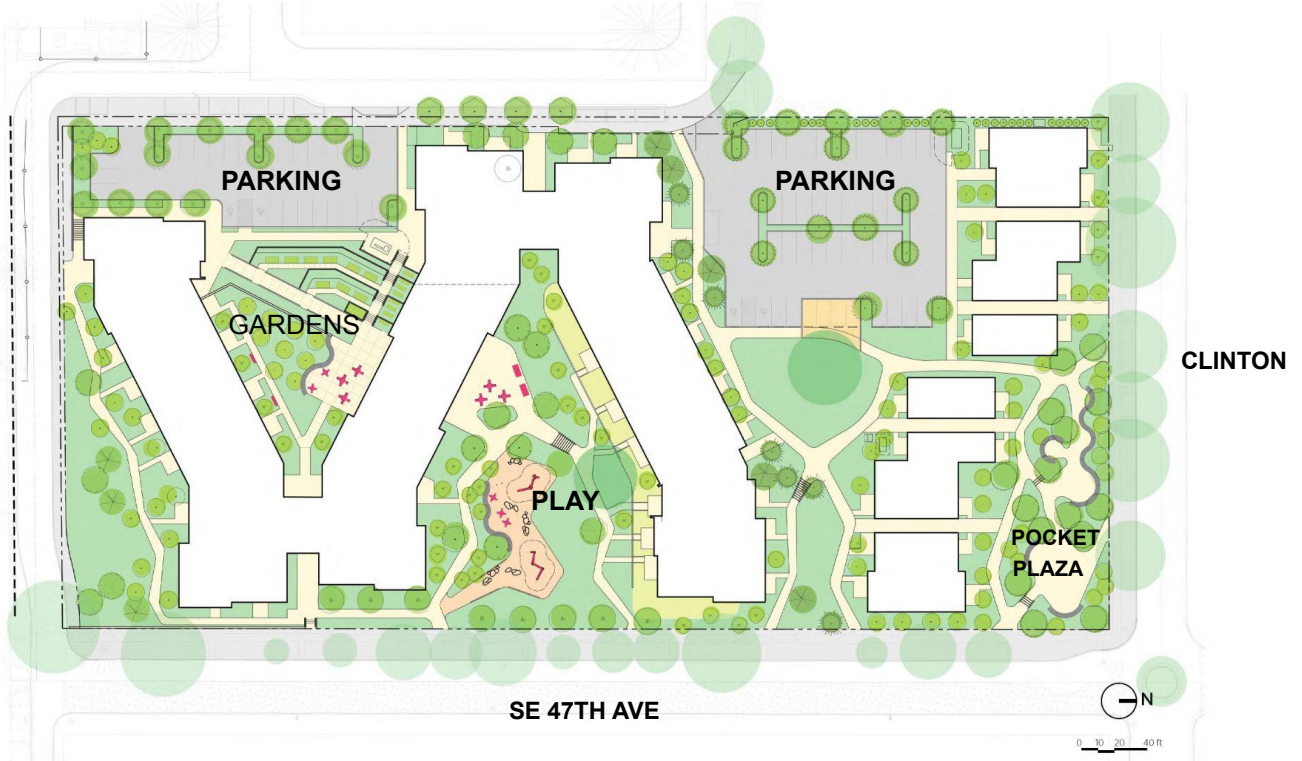 PARKING
PARKING
GARDENS
CLINTON
PLAY
POCKET
PLAZA
SE 47TH AVE
N
0 10 20 40 ft